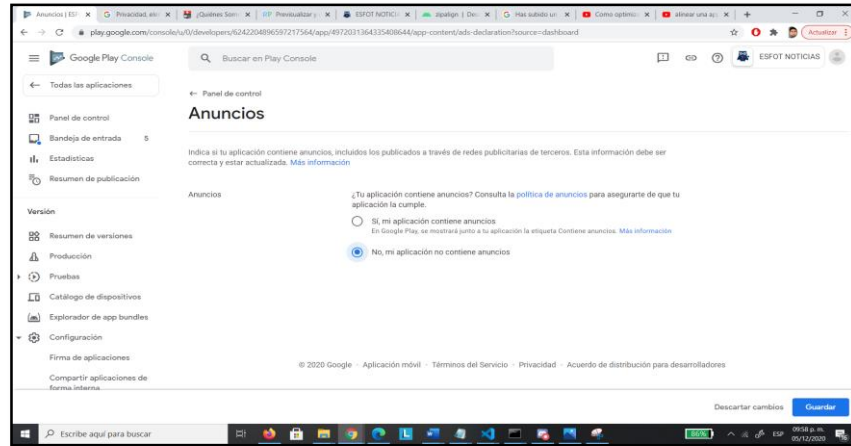 Anuncios | ESF
Privacidad, ele
¿Quiénes Som
Previsualizar y
ESFOT NOTICI
zipalign | Des
Has subido un
Como optimiz
alinear una ap
play.google.com/console/u/0/developers/6242204896597217564/app/4972031364335408644/app-content/ads-declaration?source=dashboard
Actualizar
Google Play Console
Buscar en Play Console
ESFOT NOTICIAS
Todas las aplicaciones
Panel de control
Bandeja de entrada 5
Estadísticas
Resumen de publicación
Versión
Resumen de versiones
Producción
Pruebas
Catálogo de dispositivos
Explorador de app bundles
Configuración
Firma de aplicaciones
Compartir aplicaciones de
forma interna
Panel de control
Anuncios
Indica si tu aplicación contiene anuncios, incluidos los publicados a través de redes publicitarias de terceros. Esta información debe ser
correcta y estar actualizada. Más información
Anuncios
¿Tu aplicación contiene anuncios? Consulta la política de anuncios para asegurarte de que tu
aplicación la cumple.
Sí, mi aplicación contiene anuncios
En Google Play, se mostrará junto a tu aplicación la etiqueta Contiene anuncios. Más información
No, mi aplicación no contiene anuncios
© 2020 Google · Aplicación móvil · Términos del Servicio · Privacidad · Acuerdo de distribución para desarrolladores
Descartar cambios
Guardar
Escribe aquí para buscar
86%
ESP
09:58 p. m.
05/12/2020